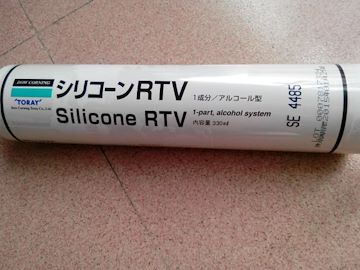 DOW CORNING
"TORAY"
Dow Corning Toray Co., Ltd.
シリコーンRTV
1成分/アルコール型
Silicone RTV
1-part, alcohol system
内容量 330ml
SE 4485